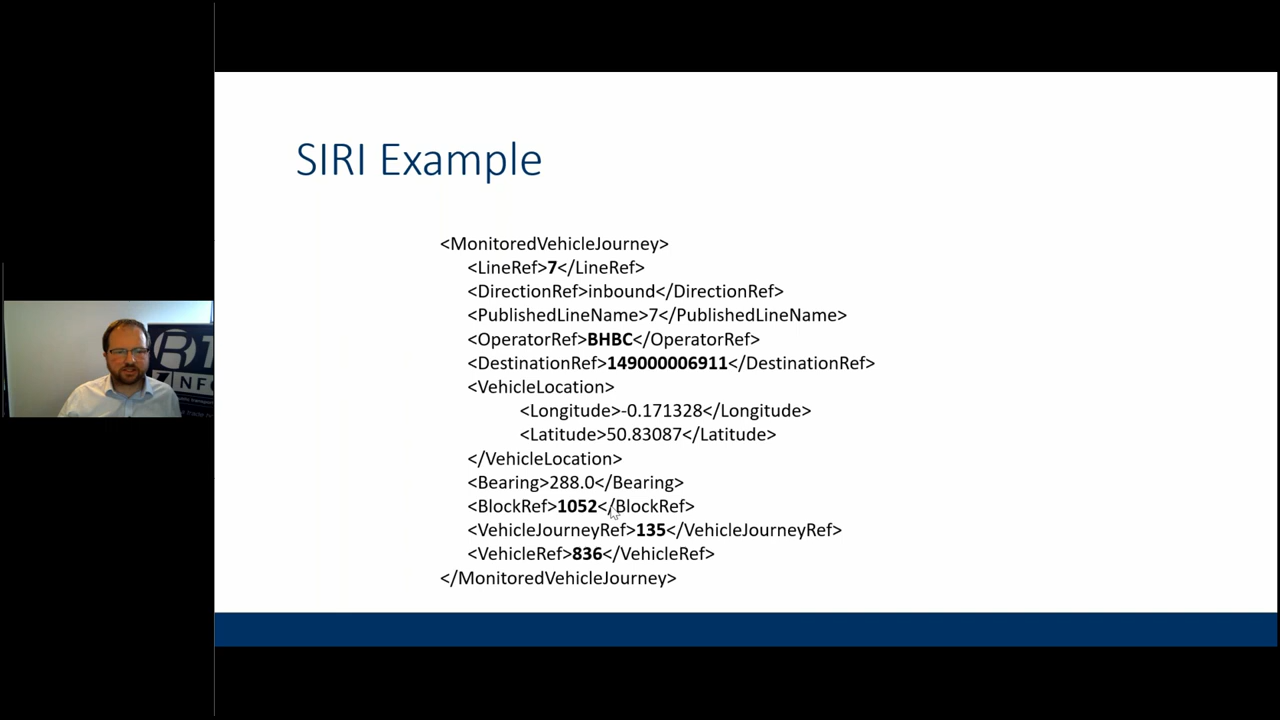 SIRI Example
<MonitoredVehicleJourney>
<LineRef>7</LineRef>
<DirectionRef>inbound</DirectionRef>
<PublishedLineName>7</PublishedLineName>
<OperatorRef>BHBC</OperatorRef>
<DestinationRef>149000006911</DestinationRef>
<VehicleLocation>
<Longitude>-0.171328</Longitude>
<Latitude>50.83087</Latitude>
</VehicleLocation>
<Bearing>288.0</Bearing>
<BlockRef>1052</BlockRef>
<VehicleJourneyRef>135</VehicleJourneyRef>
<VehicleRef>836</VehicleRef>
</MonitoredVehicleJourney>